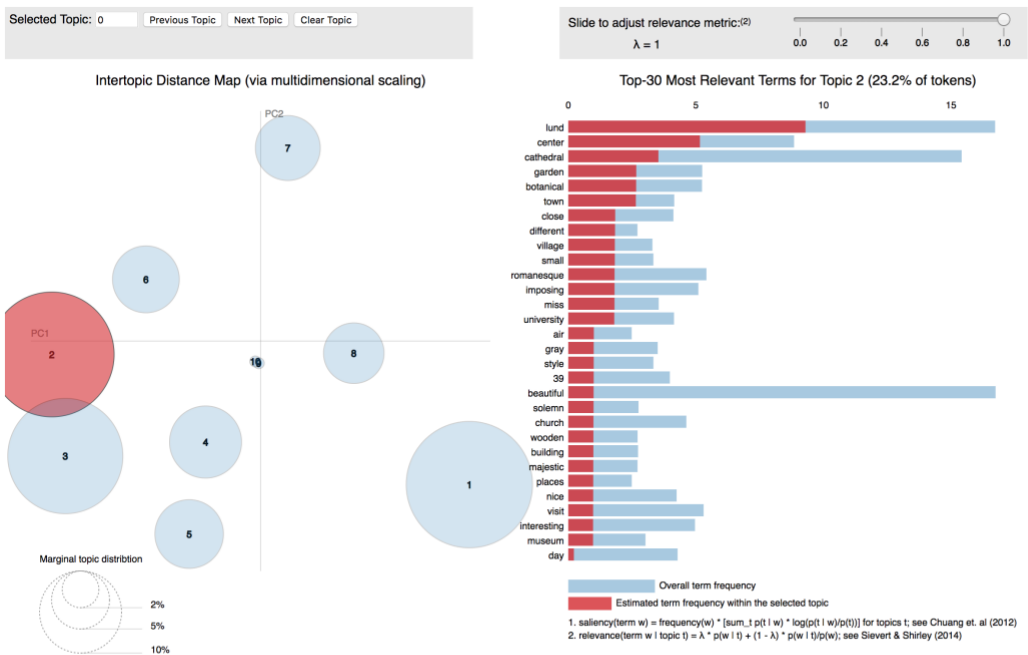 Selected Topic: 0 Previous Topic Next Topic Clear Topic
Slide to adjust relevance metric:(2)
λ = 1
0.0 0.2 0.4 0.6 0.8 1.0
Intertopic Distance Map (via multidimensional scaling)
PC2
PC1
7
6
2
8
9
3
4
1
5
Marginal topic distribtion
2%
5%
10%
Top-30 Most Relevant Terms for Topic 2 (23.2% of tokens)
0 5 10 15
lund
center
cathedral
garden
botanical
town
close
different
village
small
romanesque
imposing
miss
university
air
gray
style
39
beautiful
solemn
church
wooden
building
majestic
places
nice
visit
interesting
museum
day
Overall term frequency
Estimated term frequency within the selected topic
1. saliency(term w) = frequency(w) * [sum_t p(t | w) * log(p(t | w)/p(t))] for topics t; see Chuang et. al (2012)
2. relevance(term w | topic t) = λ * p(w | t) + (1 - λ) * p(w | t)/p(w); see Sievert & Shirley (2014)